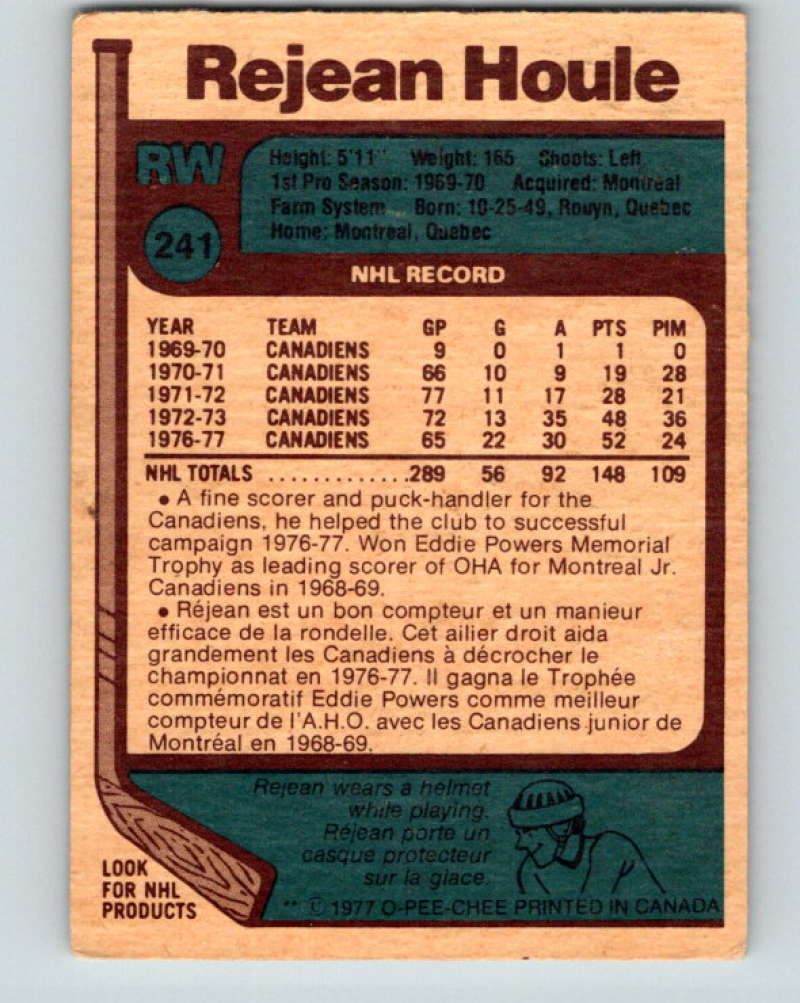 Rejean Houle
RW
Height: 5'11" Weight: 165 Shoots: Left
1st Pro Season: 1969-70 Acquired: Montreal
Farm System Born: 10-25-49, Rouyn, Quebec
Home: Montreal, Quebec
241
NHL RECORD
YEAR TEAM GP G A PTS PIM
1969-70 CANADIENS 9 0 1 1 0
1970-71 CANADIENS 66 10 9 19 28
1971-72 CANADIENS 77 11 17 28 21
1972-73 CANADIENS 72 13 35 48 36
1976-77 CANADIENS 65 22 30 52 24
NHL TOTALS .............289 56 92 148 109
• A fine scorer and puck-handler for the
Canadiens, he helped the club to successful
campaign 1976-77. Won Eddie Powers Memorial
Trophy as leading scorer of OHA for Montreal Jr.
Canadiens in 1968-69.
• Réjean est un bon compteur et un manieur
efficace de la rondelle. Cet ailier droit aida
grandement les Canadiens à décrocher le
championnat en 1976-77. Il gagna le Trophée
commémoratif Eddie Powers comme meilleur
compteur de l'A.H.O. avec les Canadiens junior de
Montréal en 1968-69.
Rejean wears a helmet
while playing.
Réjean porte un
casque protecteur
sur la glace.
LOOK
FOR NHL
PRODUCTS
** © 1977 O-PEE-CHEE PRINTED IN CANADA